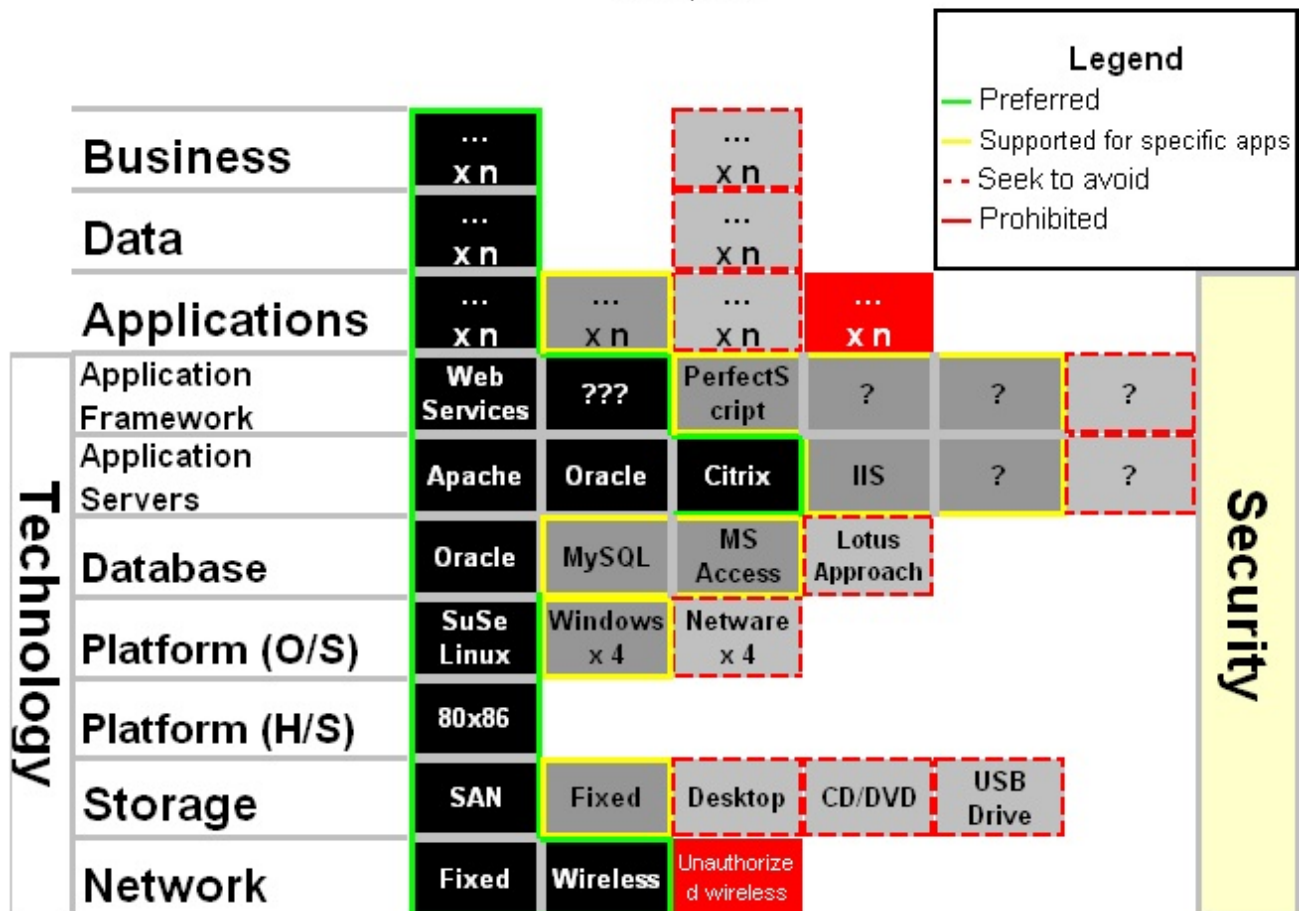 Legend
Preferred
Supported for specific apps
Seek to avoid
Prohibited
Business
...
x n
...
x n
Data
...
x n
...
x n
Applications
...
x n
...
x n
...
x n
...
x n
Technology
Security
Application
Framework
Web
Services
???
PerfectS
cript
?
?
?
Application
Servers
Apache
Oracle
Citrix
IIS
?
?
Database
Oracle
MySQL
MS
Access
Lotus
Approach
Platform (O/S)
SuSe
Linux
Windows
x 4
Netware
x 4
Platform (H/S)
80x86
Storage
SAN
Fixed
Desktop
CD/DVD
USB
Drive
Network
Fixed
Wireless
Unauthorize
d wireless